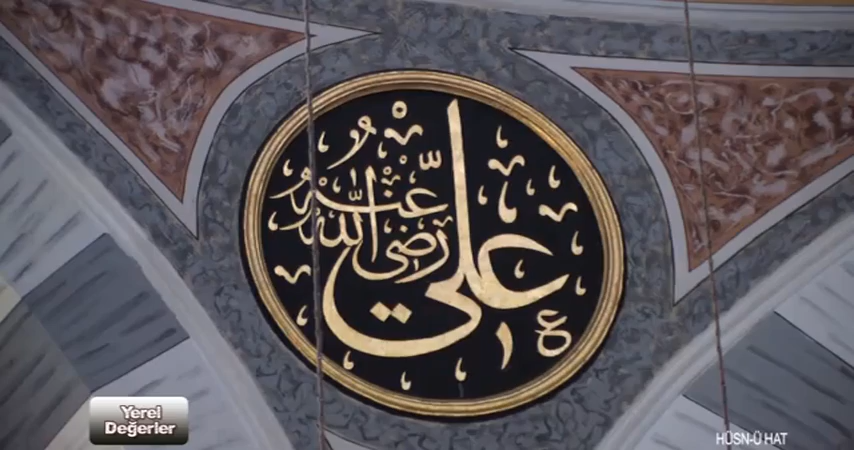 علي
رضي الله عنه
Yerel
Değerler
HÜSN-Ü HAT